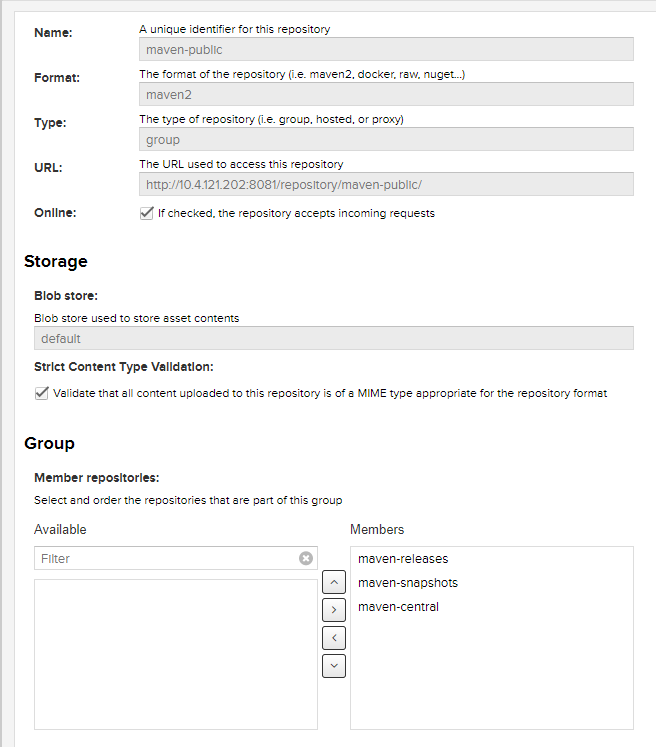 Name:
A unique identifier for this repository
maven-public
Format:
The format of the repository (i.e. maven2, docker, raw, nuget...)
maven2
Type:
The type of repository (i.e. group, hosted, or proxy)
group
URL:
The URL used to access this repository
http://10.4.121.202:8081/repository/maven-public/
Online:
If checked, the repository accepts incoming requests
Storage
Blob store:
Blob store used to store asset contents
default
Strict Content Type Validation:
Validate that all content uploaded to this repository is of a MIME type appropriate for the repository format
Group
Member repositories:
Select and order the repositories that are part of this group
Available
Members
Filter
maven-releases
maven-snapshots
maven-central